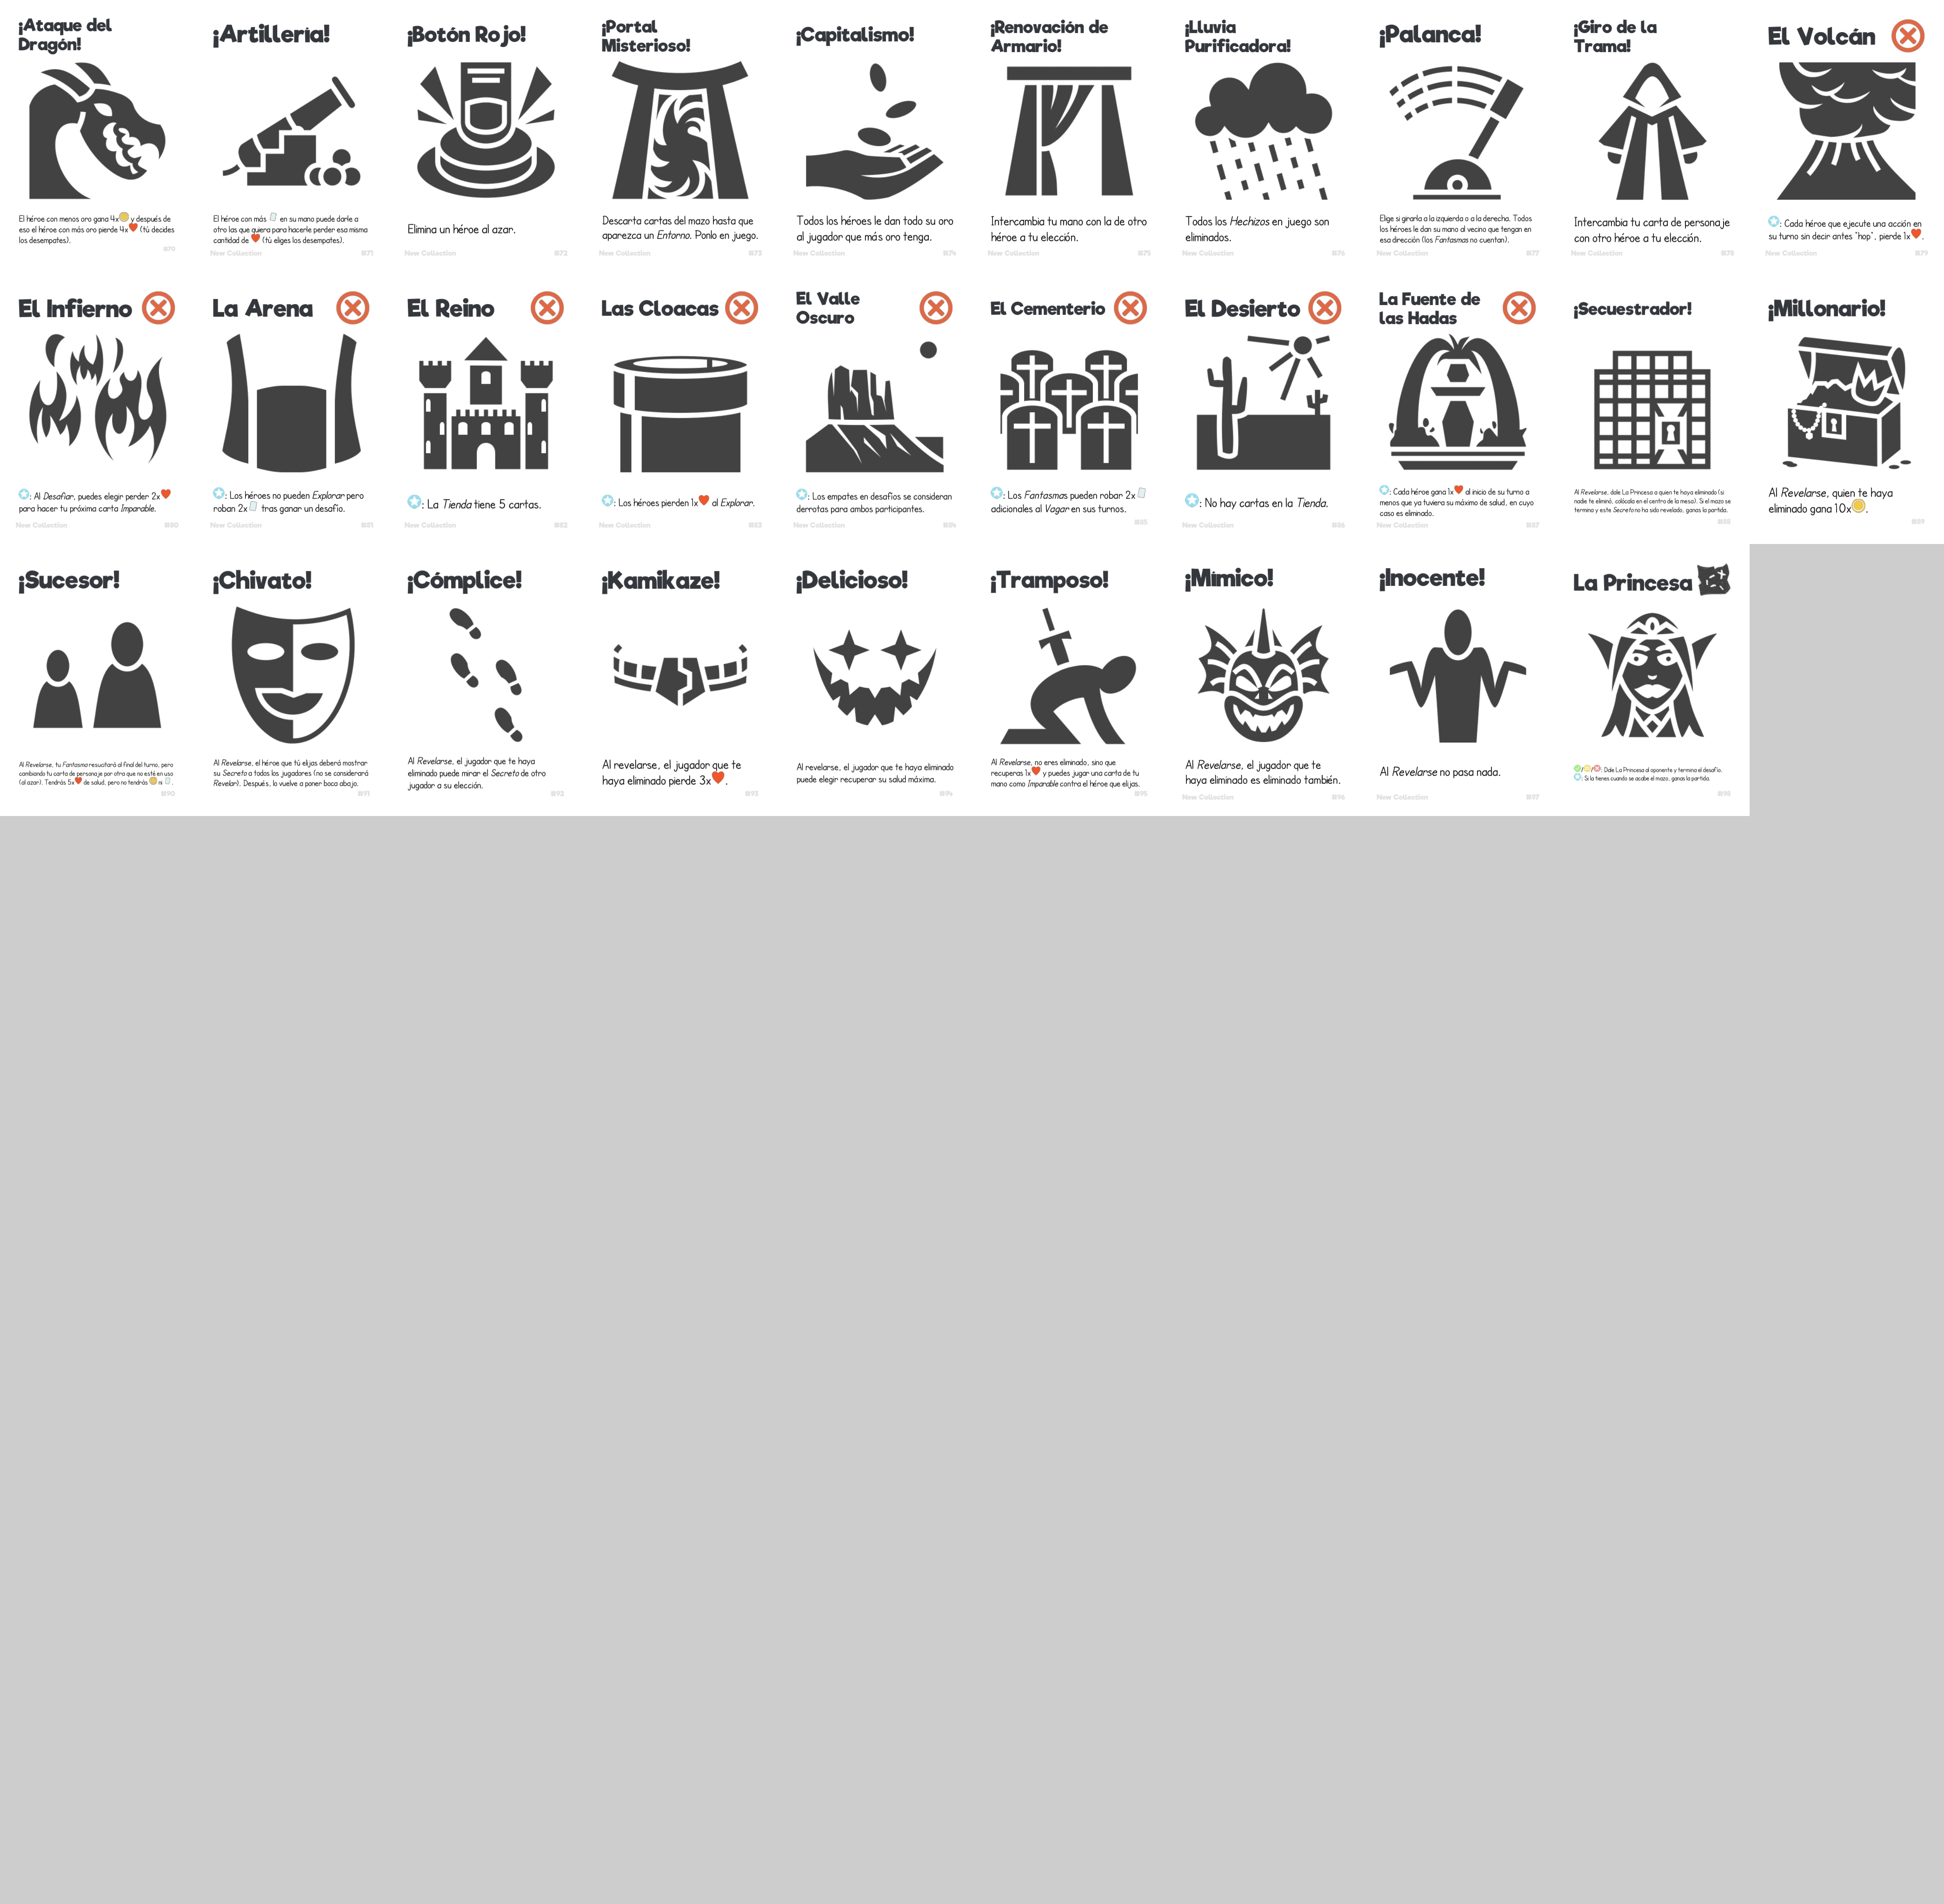 ¡Ataque del
Dragón!
El héroe con menos oro gana 4x y después de
eso el héroe con más oro pierde 4x (tú decides
los desempates).
#70
¡Artillería!
El héroe con más en su mano puede darle a
otro las que quiera para hacerle perder esa misma
cantidad de (tú eliges los desempates).
New Collection #71
¡Botón Rojo!
Elimina un héroe al azar.
New Collection #72
¡Portal
Misterioso!
Descarta cartas del mazo hasta que
aparezca un Entorno. Ponlo en juego.
New Collection #73
¡Capitalismo!
Todos los héroes le dan todo su oro
al jugador que más oro tenga.
New Collection #74
¡Renovación de
Armario!
Intercambia tu mano con la de otro
héroe a tu elección.
New Collection #75
¡Lluvia
Purificadora!
Todos los Hechizos en juego son
eliminados.
New Collection #76
¡Palanca!
Elige si girarla a la izquierda o a la derecha. Todos
los héroes le dan su mano al vecino que tengan en
esa dirección (los Fantasmas no cuentan).
New Collection #77
¡Giro de la
Trama!
Intercambia tu carta de personaje
con otro héroe a tu elección.
New Collection #78
El Volcán
: Cada héroe que ejecute una acción en
su turno sin decir antes "hop", pierde 1x .
New Collection #79
El Infierno
: Al Desafiar, puedes elegir perder 2x
para hacer tu próxima carta Imparable.
New Collection #80
La Arena
: Los héroes no pueden Explorar pero
roban 2x tras ganar un desafío.
New Collection #81
El Reino
: La Tienda tiene 5 cartas.
New Collection #82
Las Cloacas
: Los héroes pierden 1x al Explorar.
New Collection #83
El Valle
Oscuro
: Los empates en desafíos se consideran
derrotas para ambos participantes.
New Collection #84
El Cementerio
: Los Fantasmas pueden robar 2x
adicionales al Vagar en sus turnos.
#85
El Desierto
: No hay cartas en la Tienda.
New Collection #86
La Fuente de
las Hadas
: Cada héroe gana 1x al inicio de su turno a
menos que ya tuviera su máximo de salud, en cuyo
caso es eliminado.
New Collection #87
¡Secuestrador!
Al Revelarse, dale La Princesa a quien te haya eliminado (si
nadie te eliminó, colócala en el centro de la mesa). Si el mazo se
termina y este Secreto no ha sido revelado, ganas la partida.
#88
¡Millonario!
Al Revelarse, quien te haya
eliminado gana 10x .
#89
¡Sucesor!
Al Revelarse, tu Fantasma resucitará al final del turno, pero
cambiando tu carta de personaje por otra que no esté en uso
(al azar). Tendrás 5x de salud, pero no tendrás ni .
#90
¡Chivato!
Al Revelarse, el héroe que tú elijas deberá mostrar
su Secreto a todos los jugadores (no se considerará
Revelar). Después, lo vuelve a poner boca abajo.
#91
¡Cómplice!
Al Revelarse, el jugador que te haya
eliminado puede mirar el Secreto de otro
jugador a su elección.
#92
¡Kamikaze!
Al revelarse, el jugador que te
haya eliminado pierde 3x .
#93
¡Delicioso!
Al revelarse, el jugador que te haya eliminado
puede elegir recuperar su salud máxima.
#94
¡Tramposo!
Al Revelarse, no eres eliminado, sino que
recuperas 1x y puedes jugar una carta de tu
mano como Imparable contra el héroe que elijas.
#95
¡Mímico!
Al Revelarse, el jugador que te
haya eliminado es eliminado también.
New Collection #96
¡Inocente!
Al Revelarse no pasa nada.
New Collection #97
La Princesa
/ / : Dale La Princesa al oponente y termina el desafío.
: Si la tienes cuando se acabe el mazo, ganas la partida.
#98